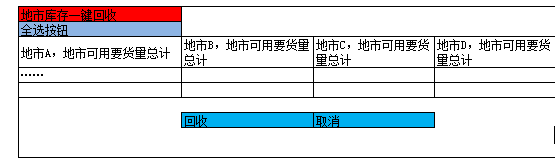 地市库存一键回收
全选按钮
地市A，地市可用要货量总计
地市B，地市可用要货量
总计
地市C，地市可用要货量
总计
地市D，地市可用要货量
总计
……
回收
取消